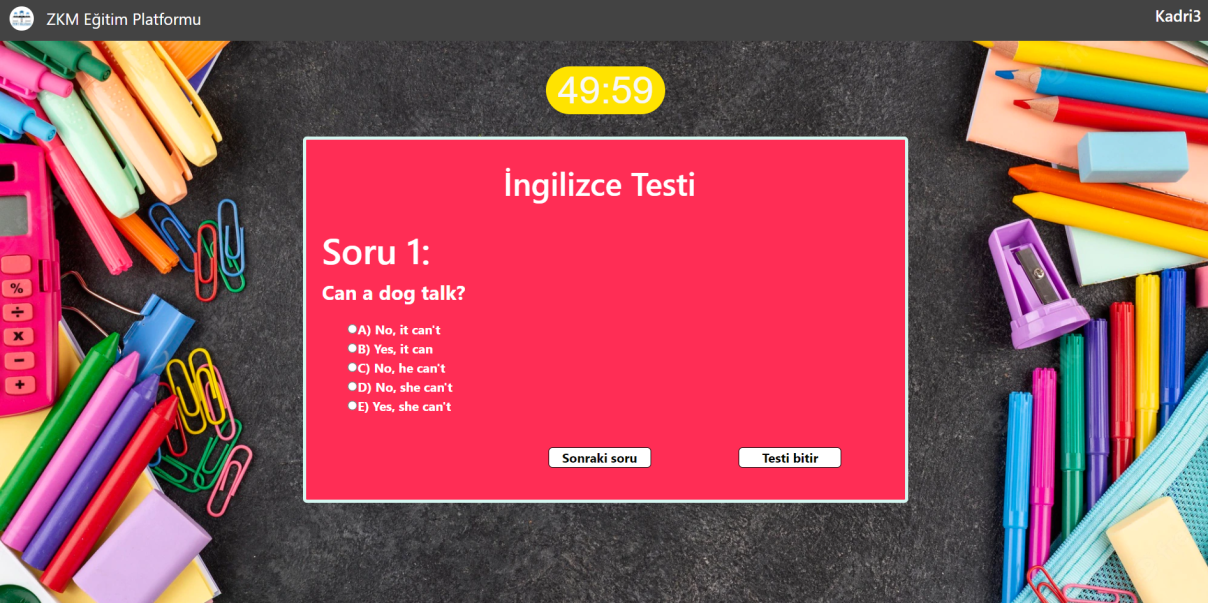 ZKM Eğitim Platformu
Kadri3
49:59
İngilizce Testi
Soru 1:
Can a dog talk?
A) No, it can't
B) Yes, it can
C) No, he can't
D) No, she can't
E) Yes, she can't
Sonraki soru
Testi bitir
%
÷
x
−
+